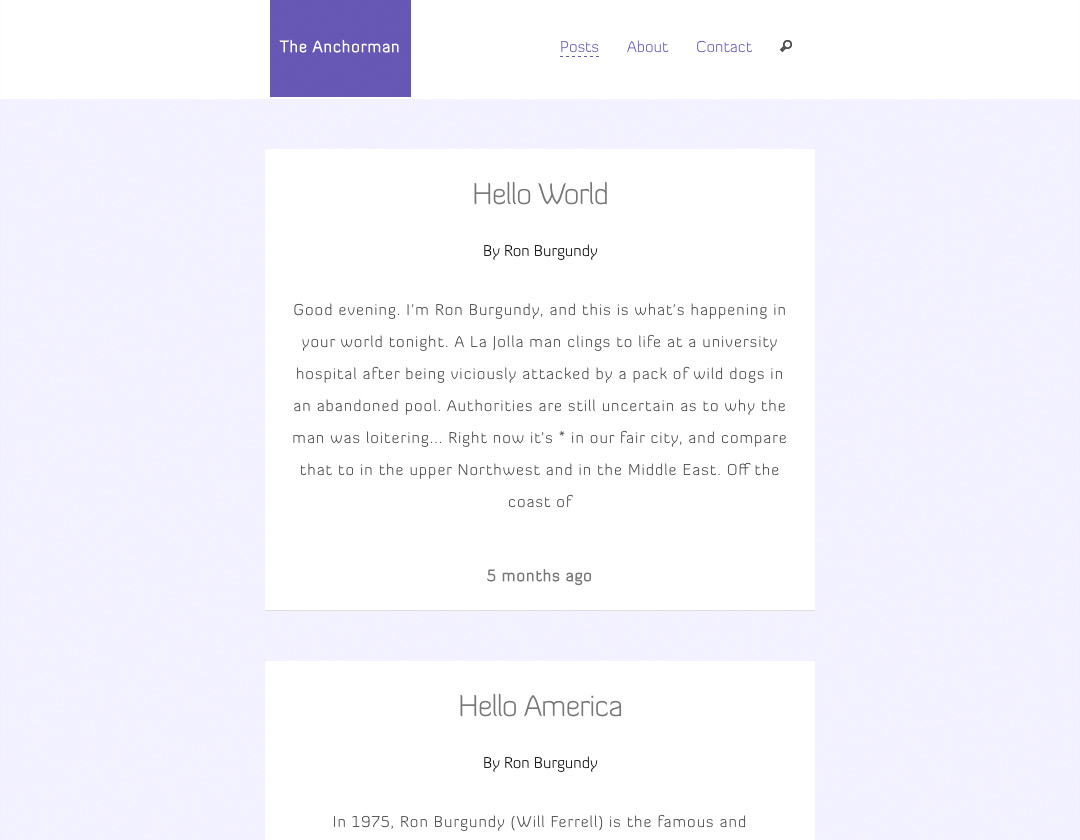 The Anchorman
Posts About Contact
Hello World
By Ron Burgundy
Good evening. I'm Ron Burgundy, and this is what's happening in
your world tonight. A La Jolla man clings to life at a university
hospital after being viciously attacked by a pack of wild dogs in
an abandoned pool. Authorities are still uncertain as to why the
man was loitering... Right now it's * in our fair city, and compare
that to in the upper Northwest and in the Middle East. Off the
coast of
5 months ago
Hello America
By Ron Burgundy
In 1975, Ron Burgundy (Will Ferrell) is the famous and